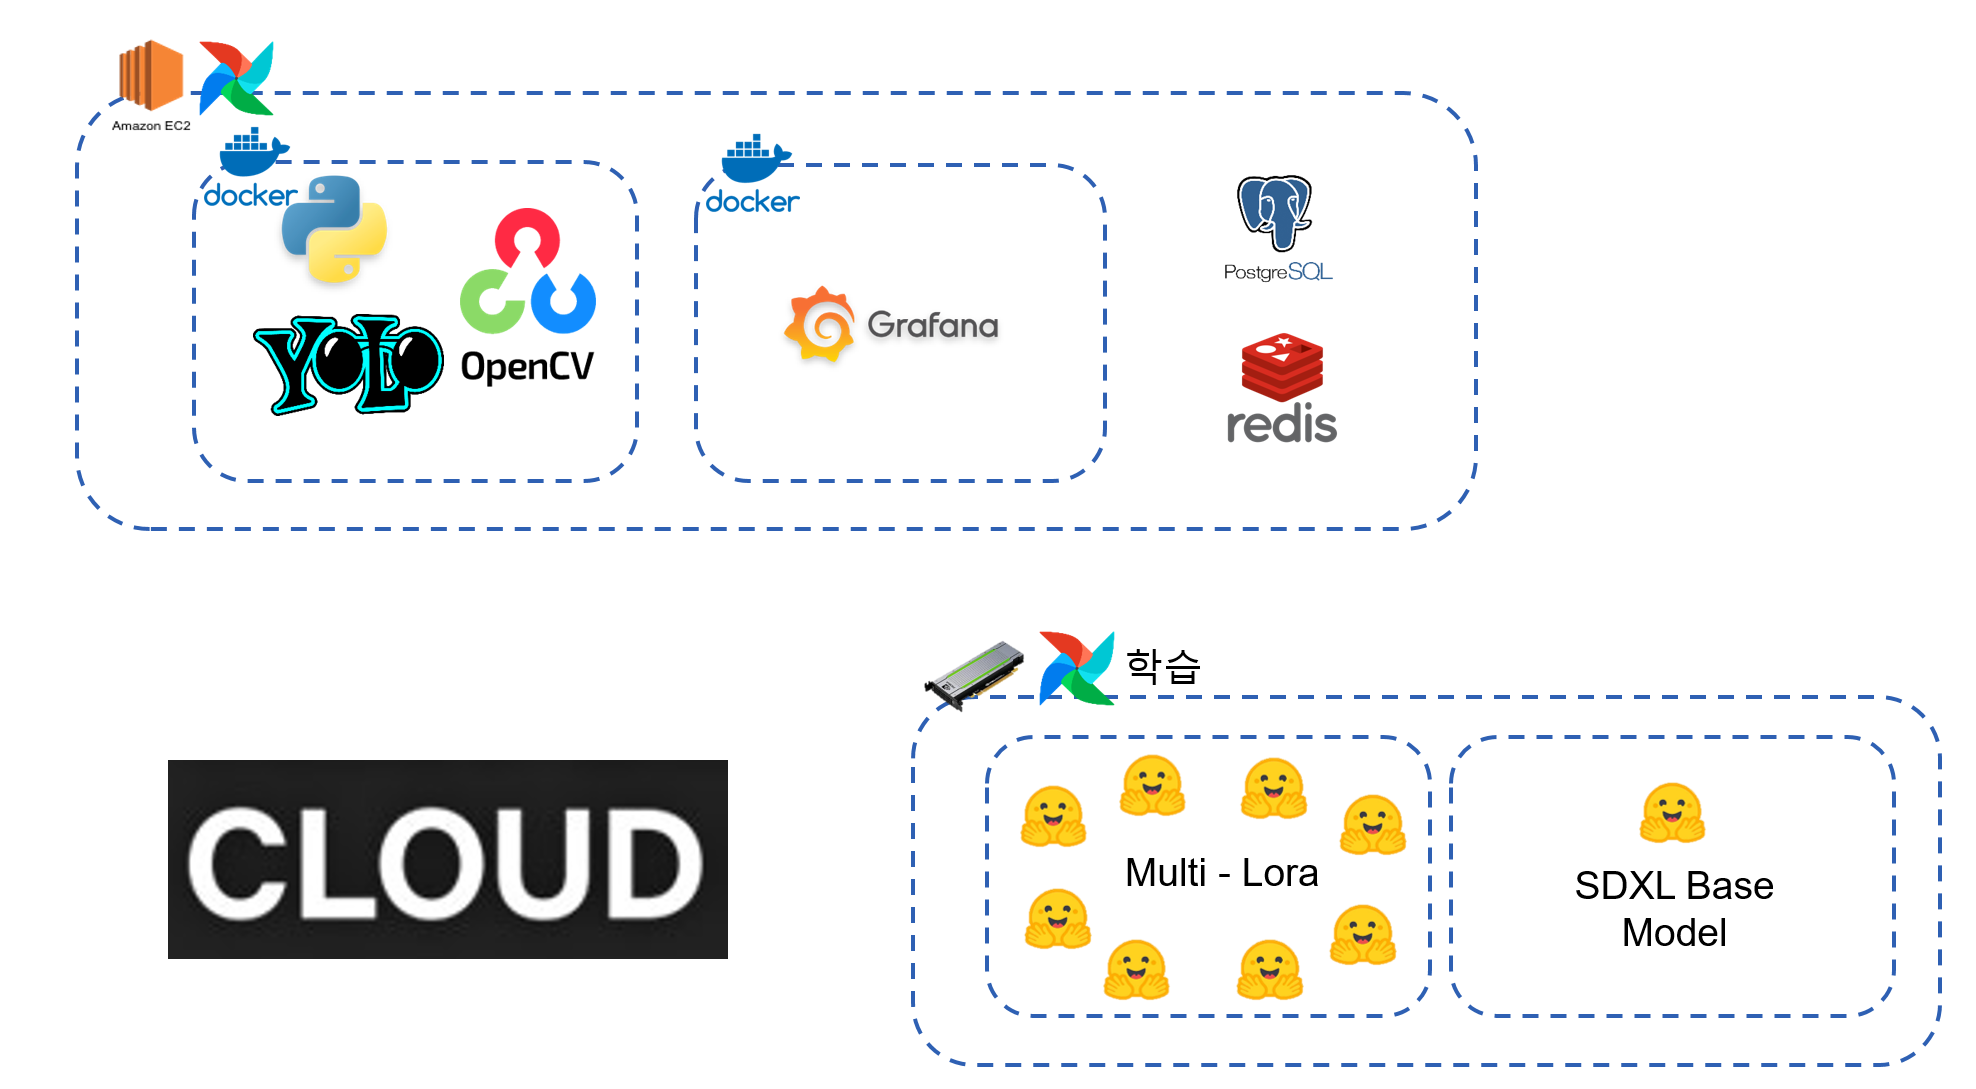 Amazon EC2
docker
docker
YOLO
OpenCV
Grafana
PostgreSQL
redis
학습
CLOUD
Multi - Lora
SDXL Base
Model